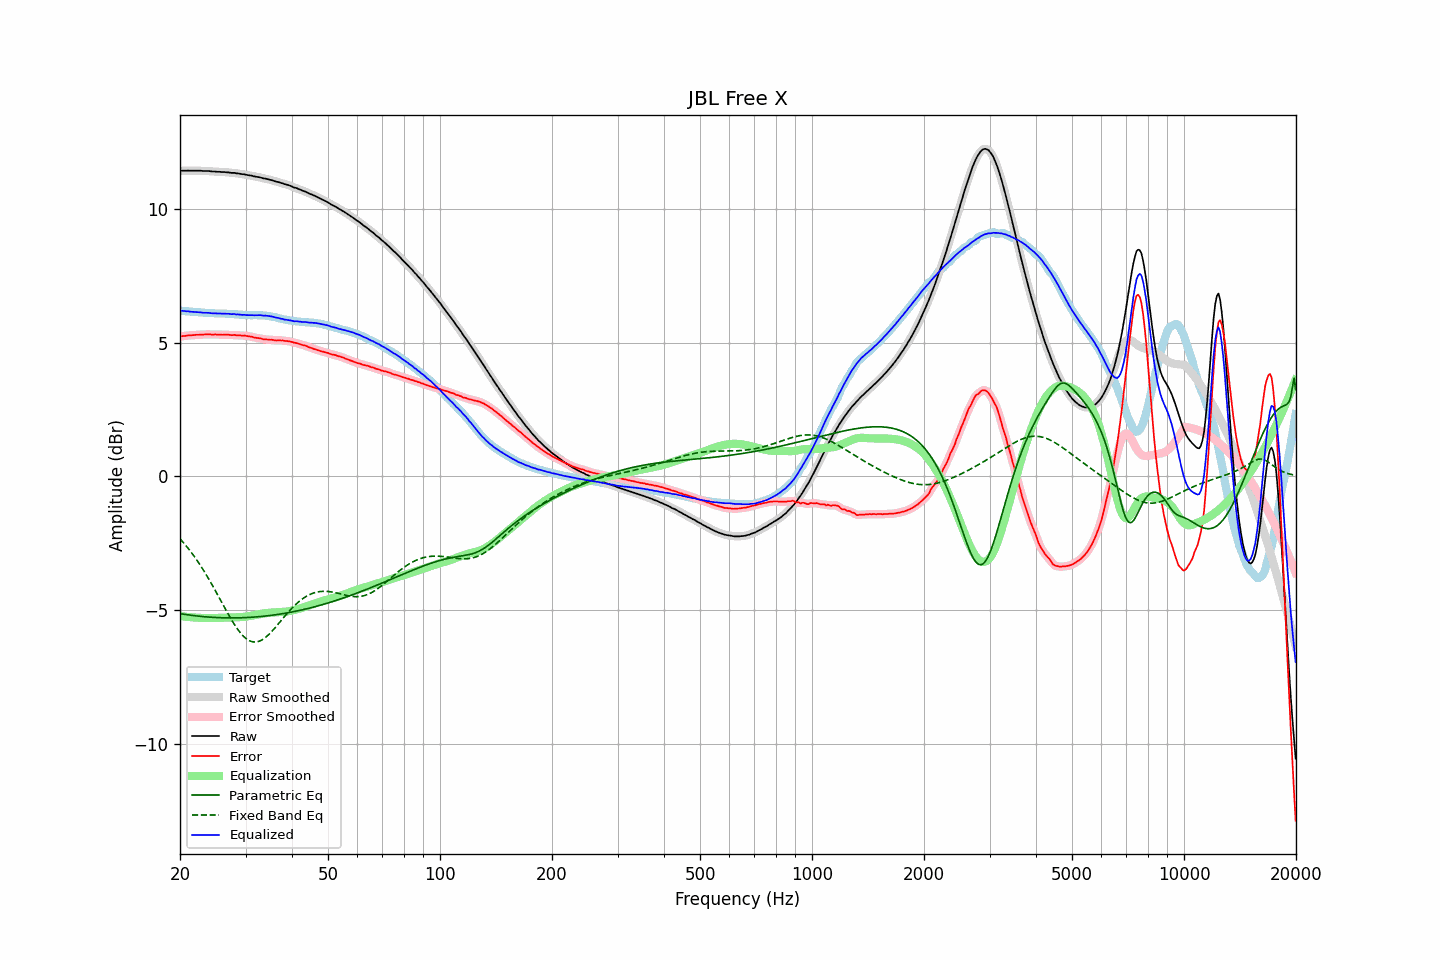 JBL Free X
Amplitude (dBr)
10
5
0
−5
−10
Target
Raw Smoothed
Error Smoothed
Raw
Error
Equalization
Parametric Eq
Fixed Band Eq
Equalized
20 50 100 200 500 1000 2000 5000 10000 20000
Frequency (Hz)